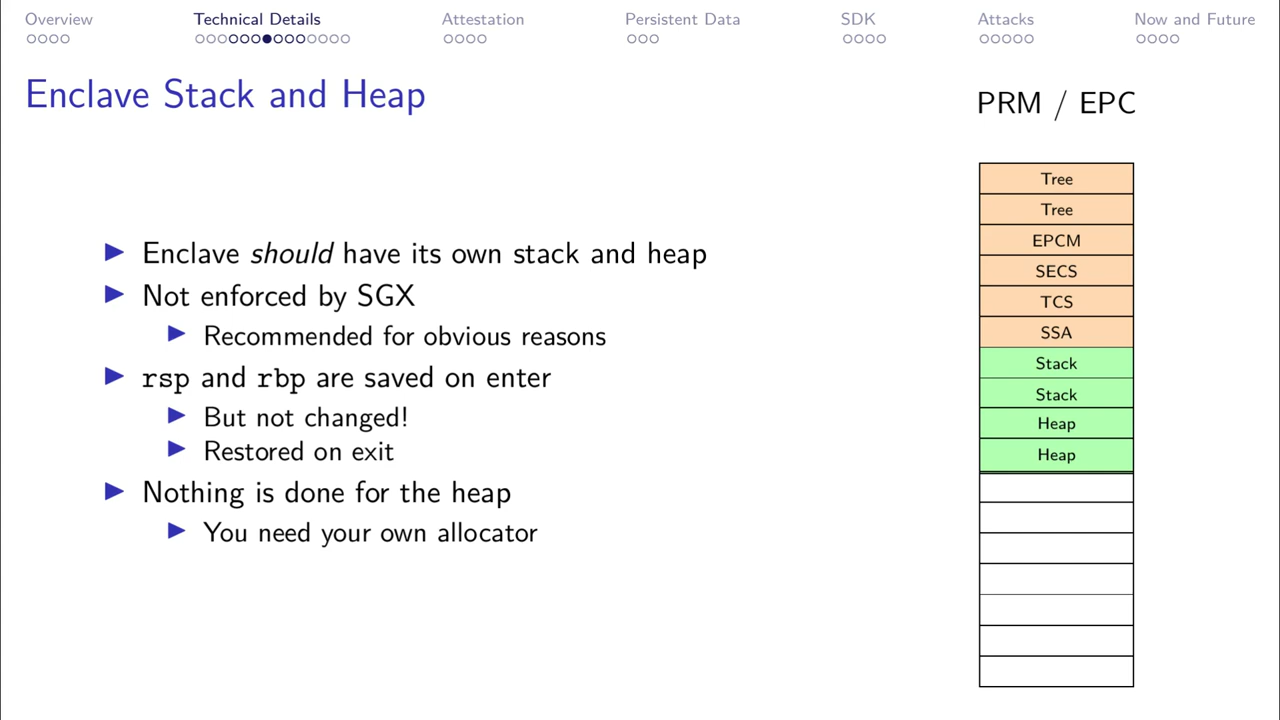 Overview Technical Details Attestation Persistent Data SDK Attacks Now and Future
Enclave Stack and Heap
Enclave should have its own stack and heap
Not enforced by SGX
Recommended for obvious reasons
rsp and rbp are saved on enter
But not changed!
Restored on exit
Nothing is done for the heap
You need your own allocator
PRM / EPC
Tree
Tree
EPCM
SECS
TCS
SSA
Stack
Stack
Heap
Heap